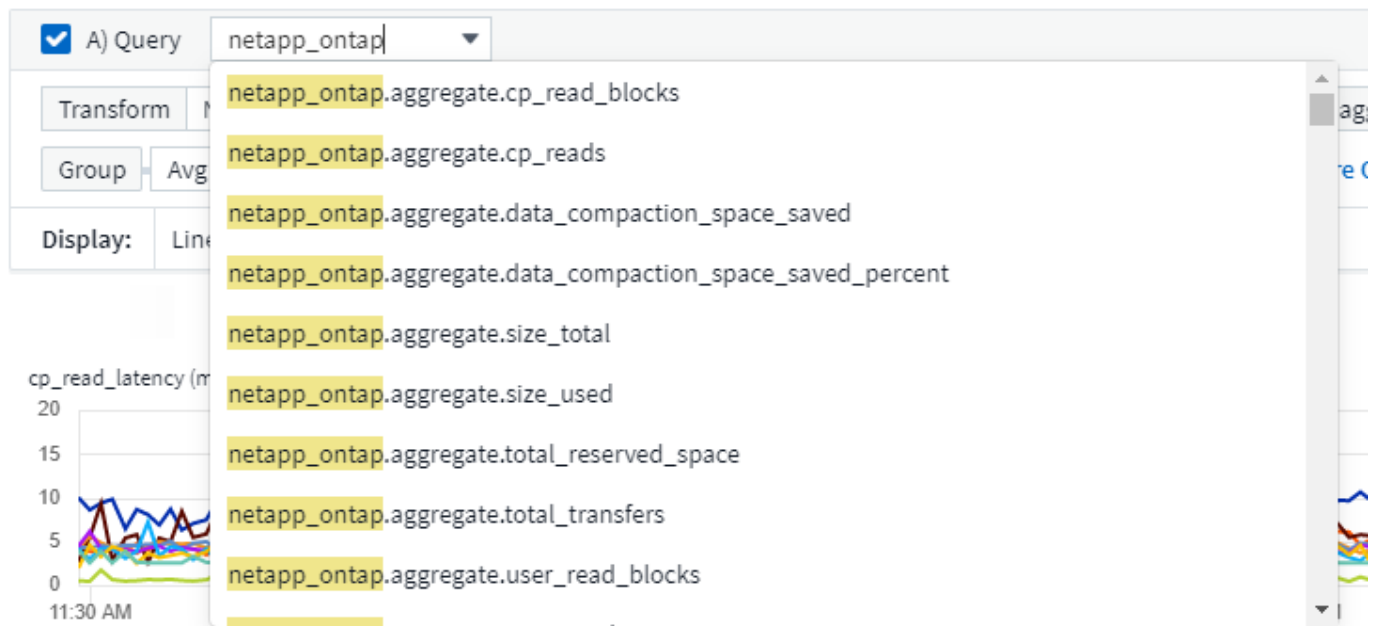 A) Query netapp_ontap
netapp_ontap.aggregate.cp_read_blocks
Transform
netapp_ontap.aggregate.cp_reads
Group Avg
netapp_ontap.aggregate.data_compaction_space_saved
Display: Line
netapp_ontap.aggregate.data_compaction_space_saved_percent
netapp_ontap.aggregate.size_total
cp_read_latency (m
netapp_ontap.aggregate.size_used
20
netapp_ontap.aggregate.total_reserved_space
15
netapp_ontap.aggregate.total_transfers
10
5
netapp_ontap.aggregate.user_read_blocks
0
11:30 AM